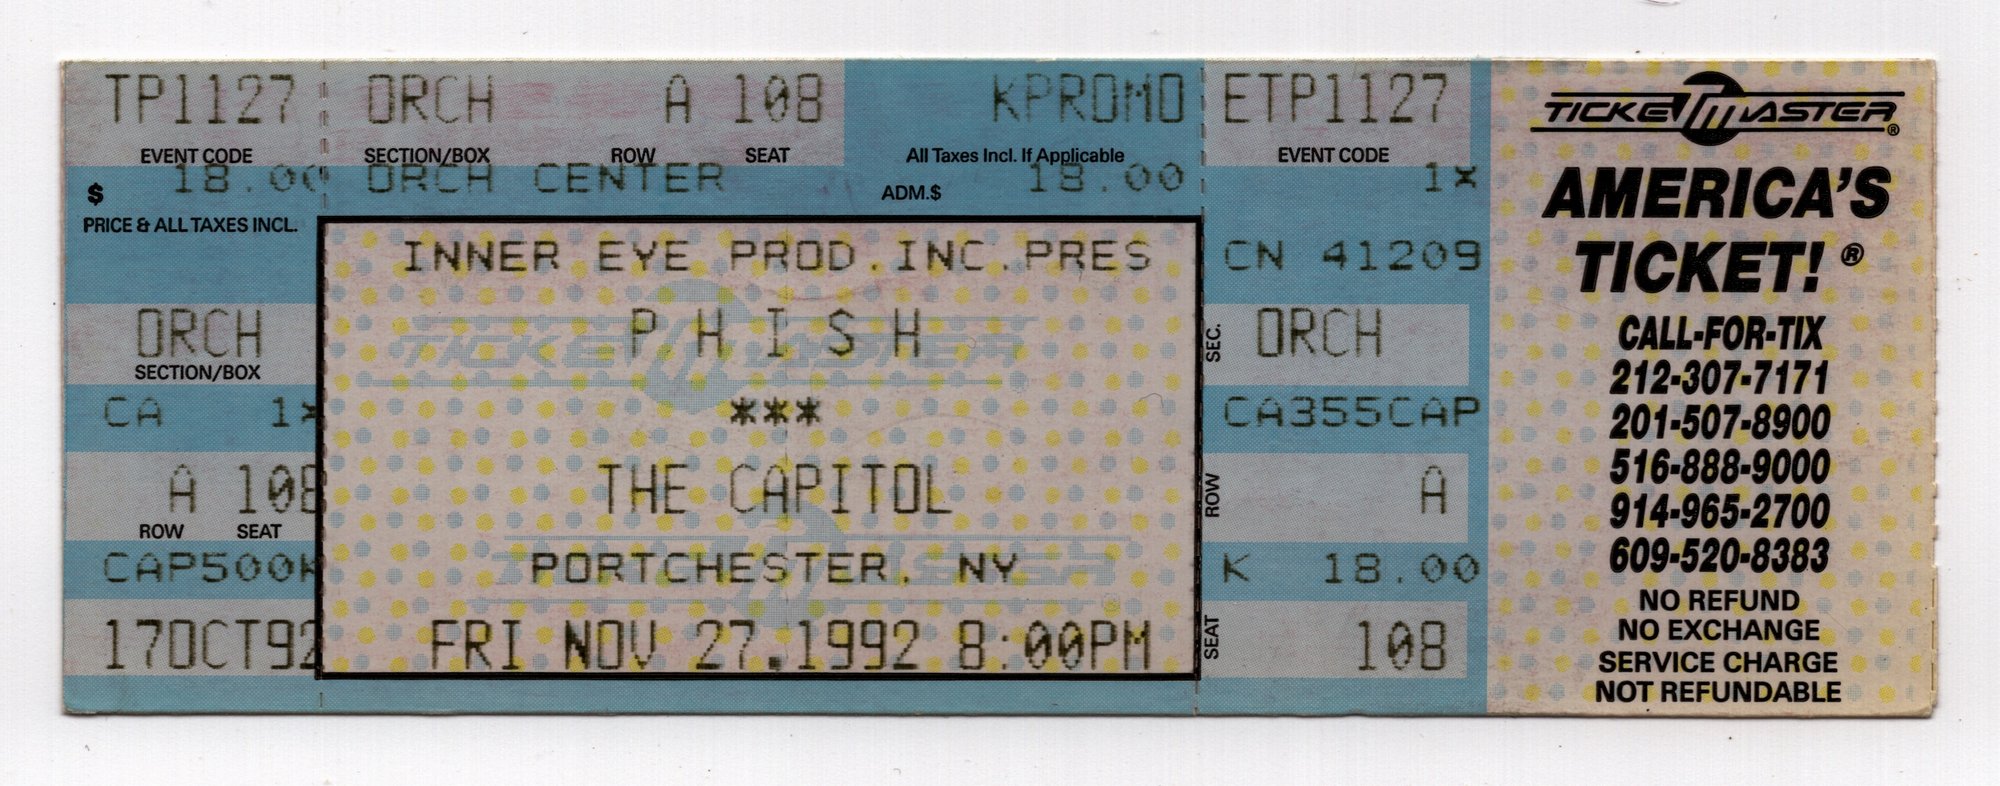 TP1127 ORCH A 108 KPROMO ETP1127
EVENT CODE SECTION/BOX ROW SEAT All Taxes Incl. If Applicable EVENT CODE
$ 18.00 ORCH CENTER ADM.$ 18.00 1X
PRICE & ALL TAXES INCL.
INNER EYE PROD.INC.PRES
CN 41209
ORCH
SECTION/BOX
PHISH
SEC. ORCH
CA 1X
***
CA355CAP
A 108
ROW SEAT
THE CAPITOL
ROW A
CAP500K
PORTCHESTER, NY
K 18.00
17OCT92
FRI NOV 27,1992 8:00PM
SEAT 108
TICKETMASTER®
AMERICA'S
TICKET!®
CALL-FOR-TIX
212-307-7171
201-507-8900
516-888-9000
914-965-2700
609-520-8383
NO REFUND
NO EXCHANGE
SERVICE CHARGE
NOT REFUNDABLE
TICKETMASTER